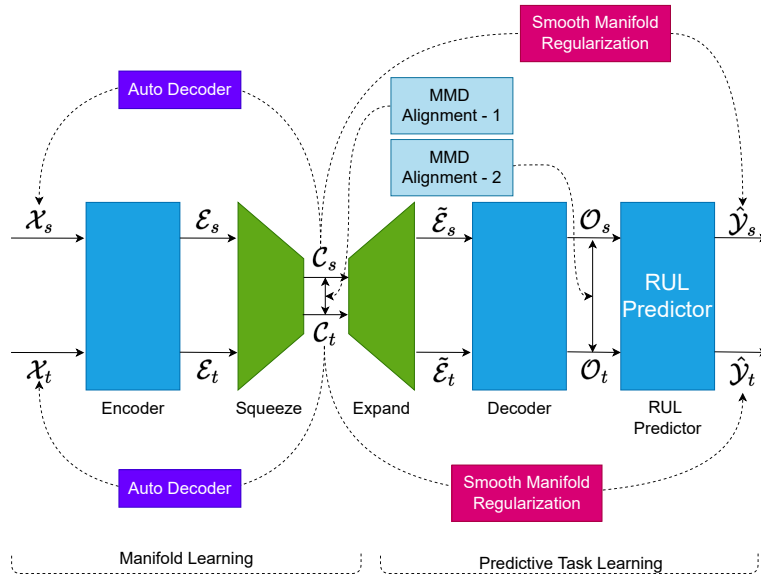 Smooth Manifold
Regularization
Auto Decoder
MMD
Alignment - 1
MMD
Alignment - 2
𝒳ₛ
ℰₛ
𝒞ₛ
ℰ̃ₛ
𝒪ₛ
𝒴̂ₛ
RUL
Predictor
𝒳ₜ
ℰₜ
𝒞ₜ
ℰ̃ₜ
𝒪ₜ
𝒴̂ₜ
Encoder
Squeeze
Expand
Decoder
RUL
Predictor
Auto Decoder
Smooth Manifold
Regularization
Manifold Learning
Predictive Task Learning